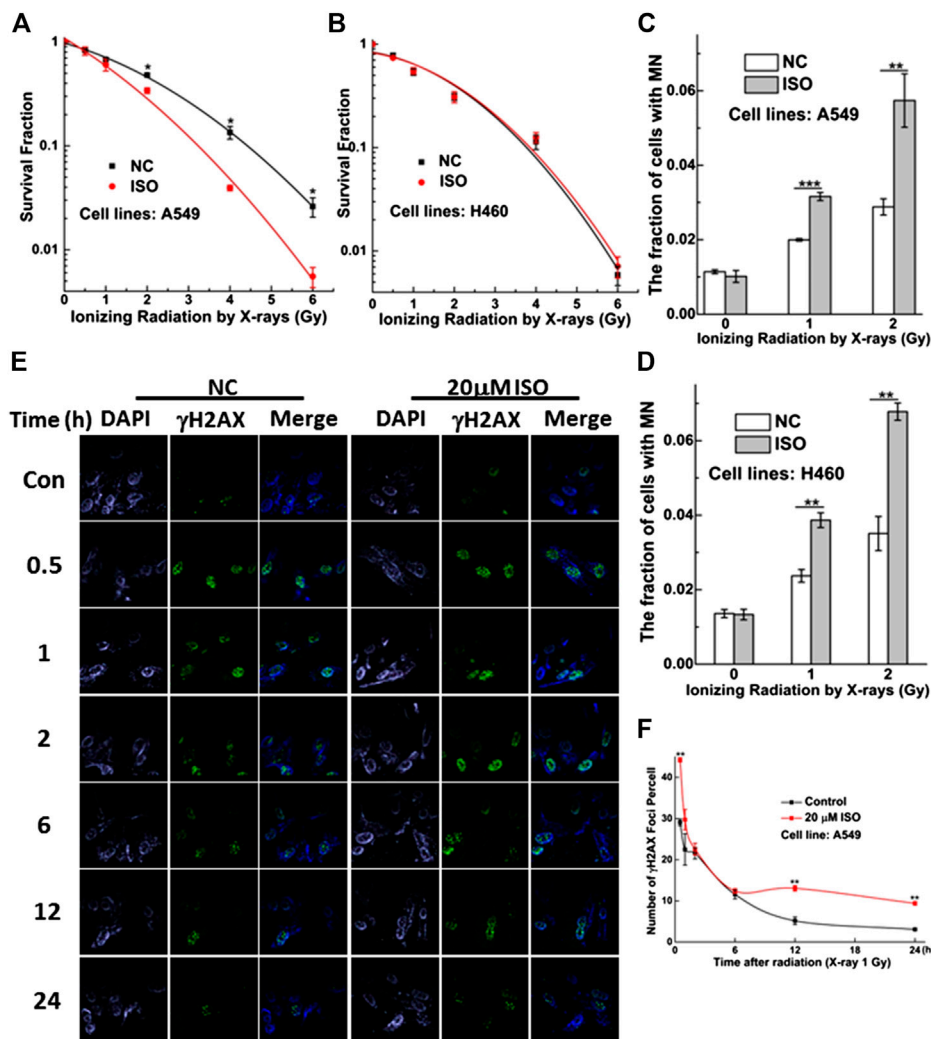 A
1
0.1
0.01
Survival Fraction
*
*
*
NC
ISO
Cell lines: A549
0 1 2 3 4 5 6
Ionizing Radiation by X-rays (Gy)
B
1
0.1
0.01
Survival Fraction
NC
ISO
Cell lines: H460
0 1 2 3 4 5 6
Ionizing Radiation by X-rays (Gy)
C
The fraction of cells with MN
0.06
0.04
0.02
0.00
NC
ISO
Cell lines: A549
***
**
0 1 2
Ionizing Radiation by X-rays (Gy)
D
The fraction of cells with MN
0.06
0.04
0.02
0.00
NC
ISO
Cell lines: H460
**
**
0 1 2
Ionizing Radiation by X-rays (Gy)
E
NC 20μM ISO
Time (h) DAPI γH2AX Merge DAPI γH2AX Merge
Con
0.5
1
2
6
12
24
F
Number of γH2AX Foci Percell
40
30
20
10
0
**
**
**
Control
20 μM ISO
Cell line: A549
0 6 12 18 24 (h)
Time after radiation (X-ray 1 Gy)